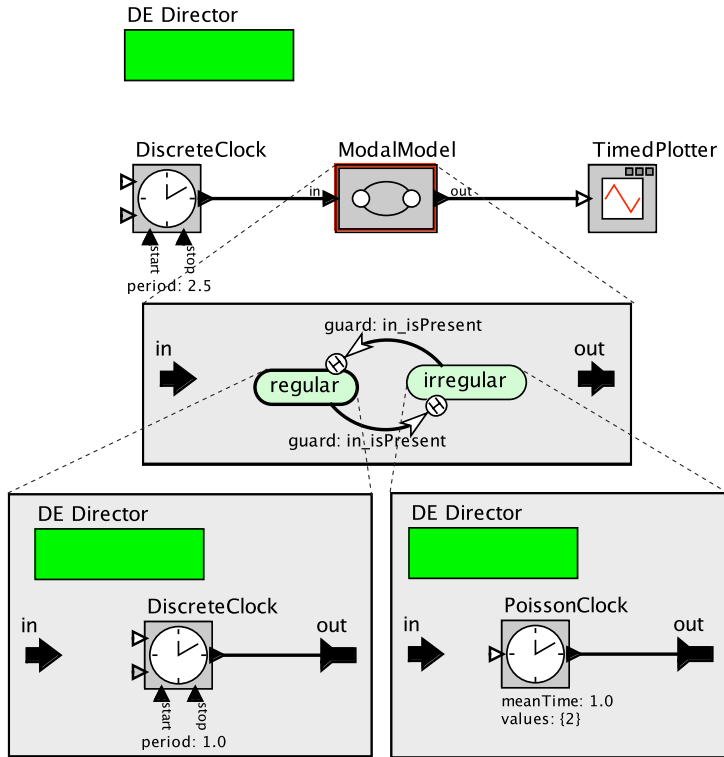 DE Director
DiscreteClock
ModalModel
TimedPlotter
in
out
start
stop
period: 2.5
guard: in_isPresent
in
out
regular
irregular
H
H
guard: in_isPresent
DE Director
DiscreteClock
in
out
start
stop
period: 1.0
DE Director
PoissonClock
in
out
meanTime: 1.0
values: {2}